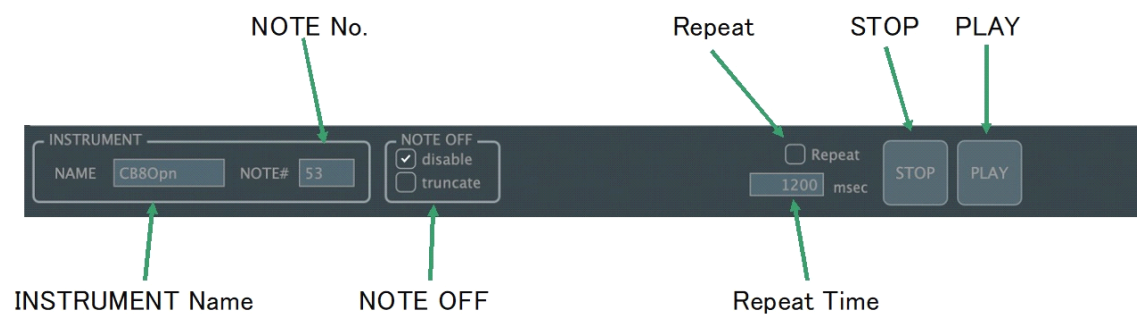 NOTE No.
Repeat
STOP
PLAY
INSTRUMENT
NAME
CB8Opn
NOTE#
53
NOTE OFF
disable
truncate
Repeat
1200
msec
STOP
PLAY
INSTRUMENT Name
NOTE OFF
Repeat Time